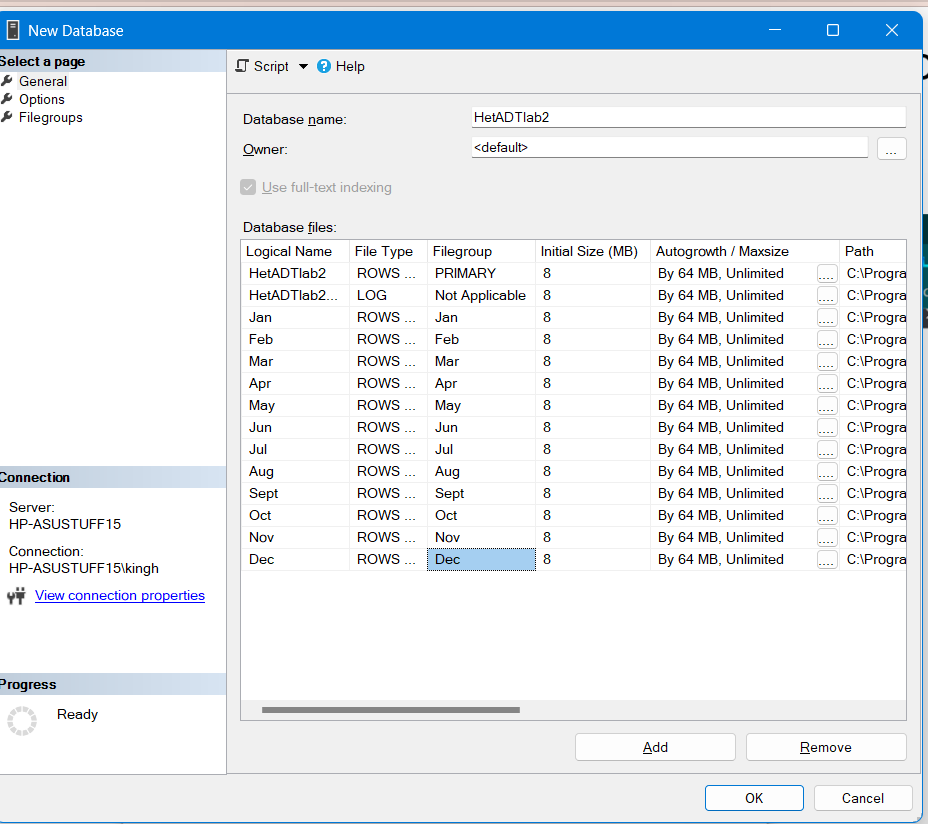 New Database
Select a page
General
Options
Filegroups
Script Help
Database name: HetADTlab2
Owner: <default> ...
Use full-text indexing
Database files:
Logical Name File Type Filegroup Initial Size (MB) Autogrowth / Maxsize Path
HetADTlab2 ROWS ... PRIMARY 8 By 64 MB, Unlimited .... C:\Progra
HetADTlab2... LOG Not Applicable 8 By 64 MB, Unlimited .... C:\Progra
Jan ROWS ... Jan 8 By 64 MB, Unlimited .... C:\Progra
Feb ROWS ... Feb 8 By 64 MB, Unlimited .... C:\Progra
Mar ROWS ... Mar 8 By 64 MB, Unlimited .... C:\Progra
Apr ROWS ... Apr 8 By 64 MB, Unlimited .... C:\Progra
May ROWS ... May 8 By 64 MB, Unlimited .... C:\Progra
Jun ROWS ... Jun 8 By 64 MB, Unlimited .... C:\Progra
Jul ROWS ... Jul 8 By 64 MB, Unlimited .... C:\Progra
Aug ROWS ... Aug 8 By 64 MB, Unlimited .... C:\Progra
Sept ROWS ... Sept 8 By 64 MB, Unlimited .... C:\Progra
Oct ROWS ... Oct 8 By 64 MB, Unlimited .... C:\Progra
Nov ROWS ... Nov 8 By 64 MB, Unlimited .... C:\Progra
Dec ROWS ... Dec 8 By 64 MB, Unlimited .... C:\Progra
Connection
Server:
HP-ASUSTUFF15
Connection:
HP-ASUSTUFF15\kingh
View connection properties
Progress
Ready
Add Remove
OK Cancel